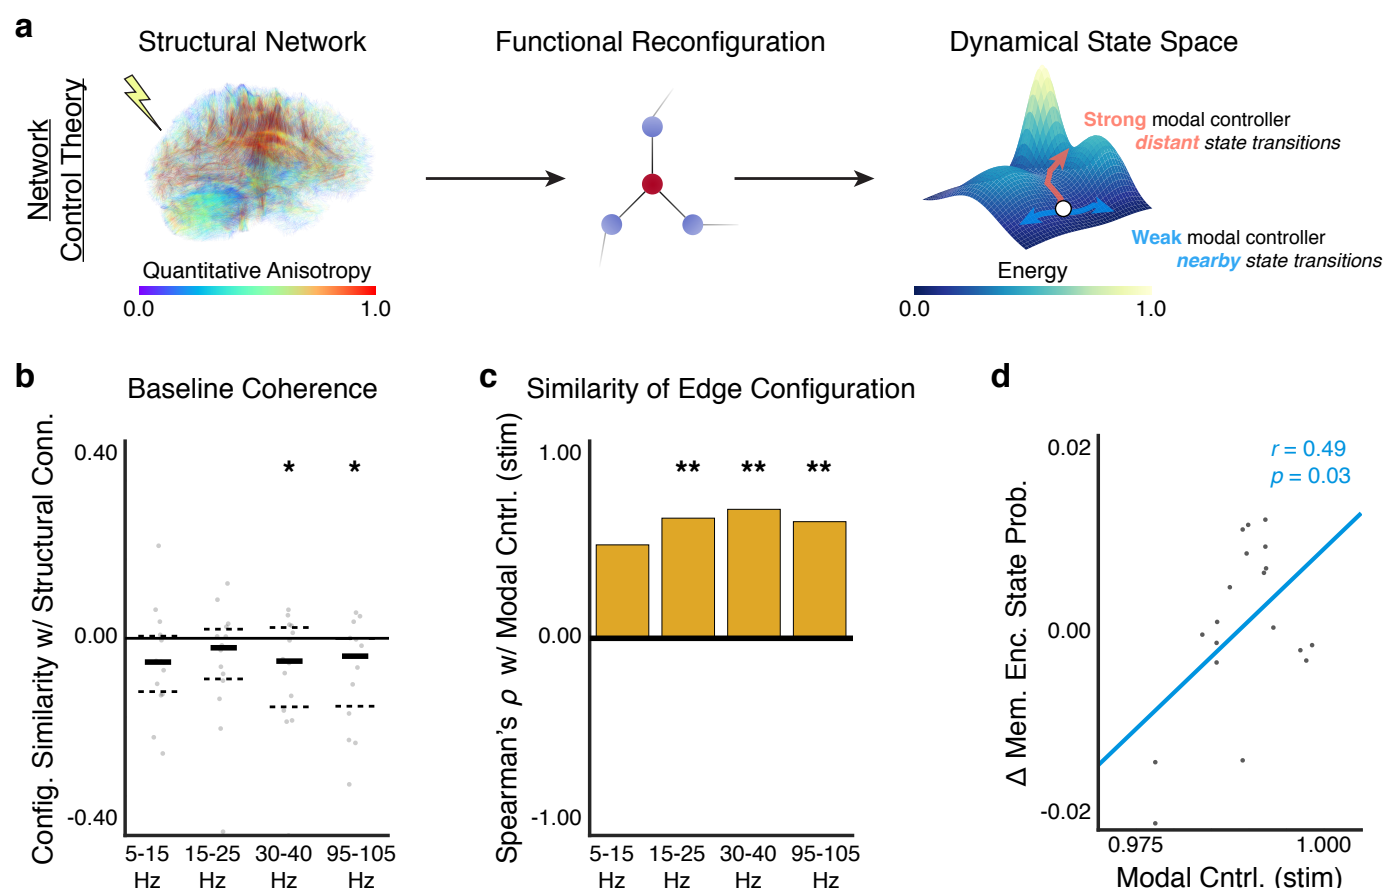 a
Structural Network
Functional Reconfiguration
Dynamical State Space
Network
Control Theory
Strong modal controller
distant state transitions
Weak modal controller
nearby state transitions
Quantitative Anisotropy
0.0
1.0
Energy
0.0
1.0
b
Baseline Coherence
Config. Similarity w/ Structural Conn.
0.40
0.00
-0.40
*
*
5-15
Hz
15-25
Hz
30-40
Hz
95-105
Hz
c
Similarity of Edge Configuration
Spearman's ρ w/ Modal Cntrl. (stim)
1.00
0.00
-1.00
**
**
**
5-15
Hz
15-25
Hz
30-40
Hz
95-105
Hz
d
Δ Mem. Enc. State Prob.
0.02
0.00
-0.02
r = 0.49
p = 0.03
0.975
1.000
Modal Cntrl. (stim)